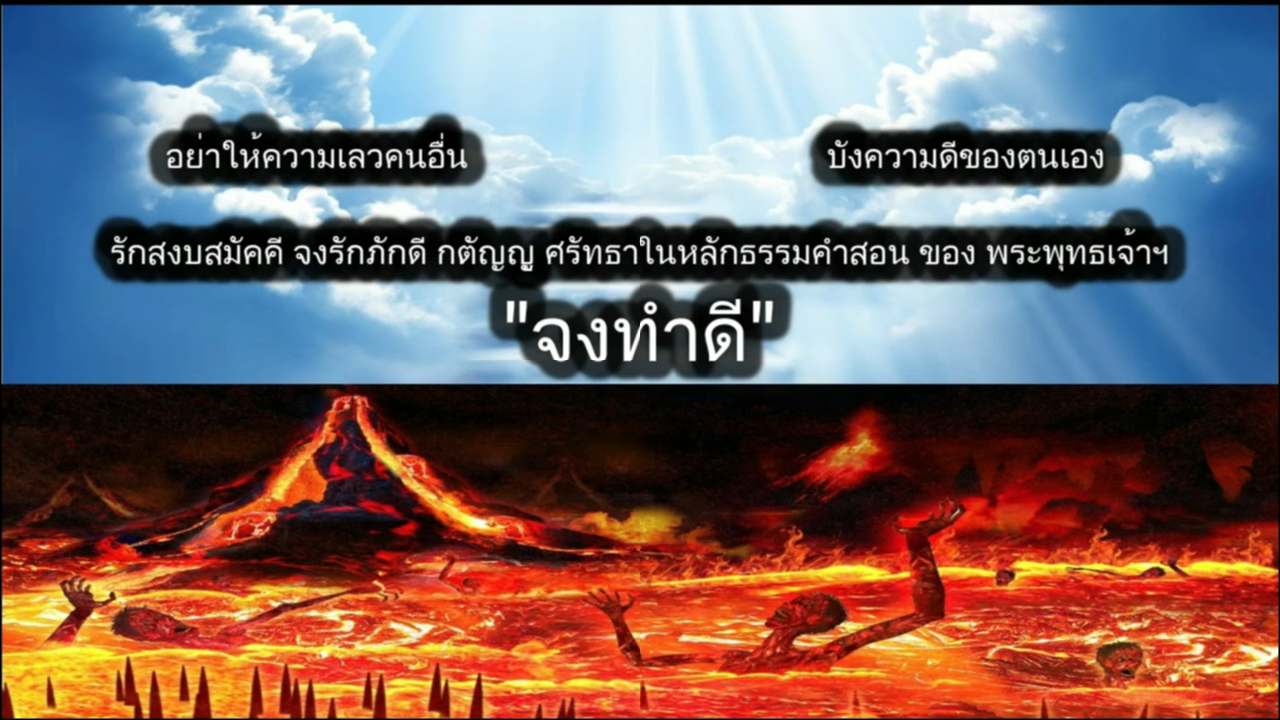 อย่าให้ความเลวคนอื่น บังความดีของตนเอง
รักสงบสมัคคี จงรักภักดี กตัญญู ศรัทธาในหลักธรรมคำสอน ของ พระพุทธเจ้าฯ
"จงทำดี"